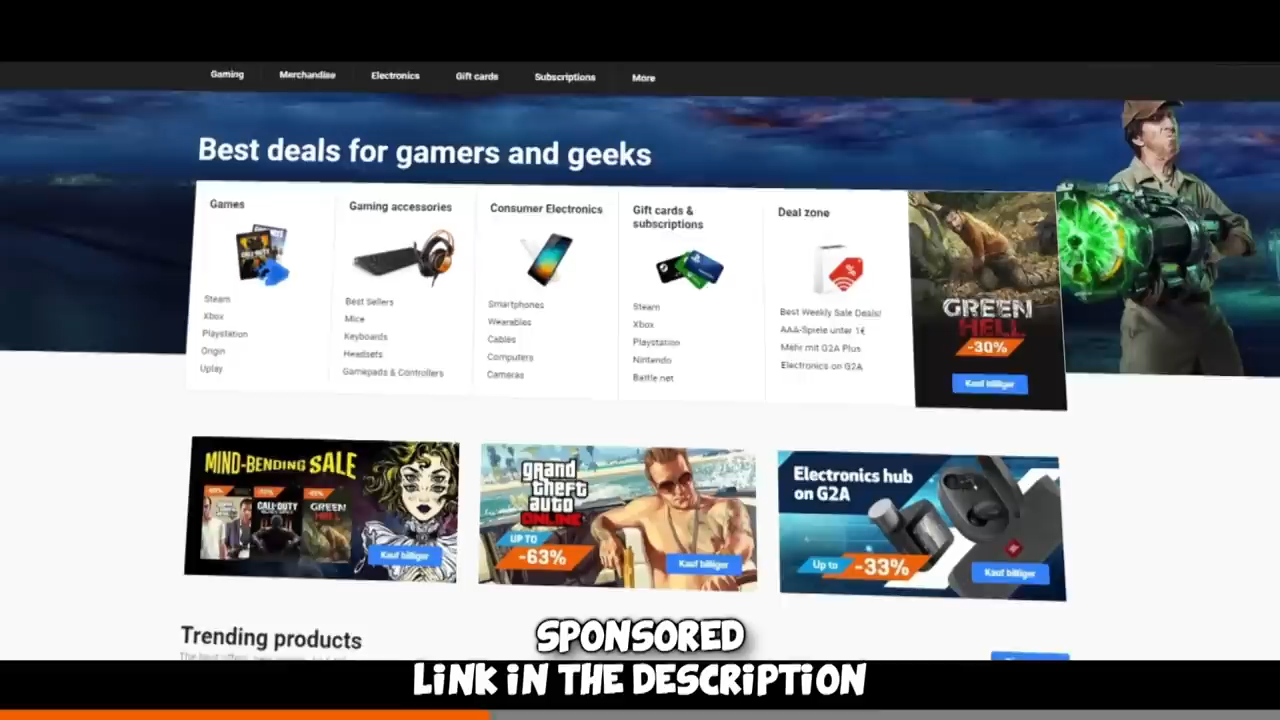 Gaming Merchandise Electronics Gift cards Subscriptions More
Best deals for gamers and geeks
Games
Steam
Xbox
Playstation
Origin
Uplay
Gaming accessories
Best Sellers
Mice
Keyboards
Headsets
Gamepads & Controllers
Consumer Electronics
Smartphones
Wearables
Cables
Computers
Cameras
Gift cards &
subscriptions
Steam
Xbox
Playstation
Nintendo
Battle net
Deal zone
Best Weekly Sale Deals!
AAA-Spiele unter 1€
Mehr mit G2A Plus
Electronics on G2A
GREEN
HELL
-30%
Kauf billiger
MIND-BENDING SALE
CALL-DUTY
GREEN
HELL
Kauf billiger
grand
theft
auto
ONLINE
UP TO
-63%
Kauf billiger
Electronics hub
on G2A
Up to -33%
Kauf billiger
Trending products
SPONSORED
LINK IN THE DESCRIPTION